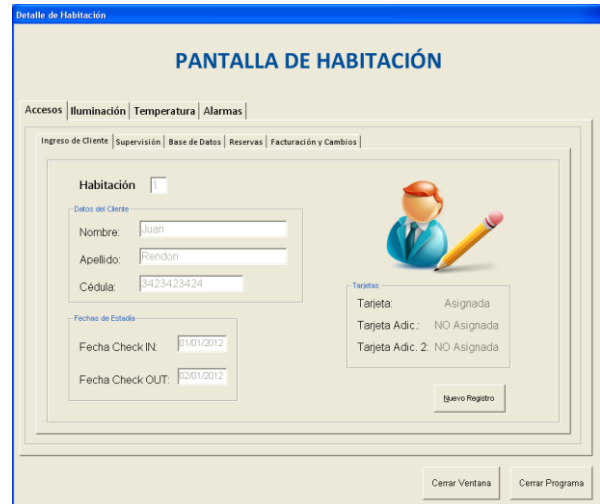 Detalle de Habitación
PANTALLA DE HABITACIÓN
Accesos Iluminación Temperatura Alarmas
Ingreso de Cliente Supervisión Base de Datos Reservas Facturación y Cambios
Habitación 1
Datos del Cliente
Nombre: Juan
Apellido: Rendon
Cédula: 3423423424
Fechas de Estadía
Fecha Check IN: 01/01/2012
Fecha Check OUT: 02/01/2012
Tarjetas
Tarjeta: Asignada
Tarjeta Adic.: NO Asignada
Tarjeta Adic. 2: NO Asignada
Nuevo Registro
Cerrar Ventana Cerrar Programa